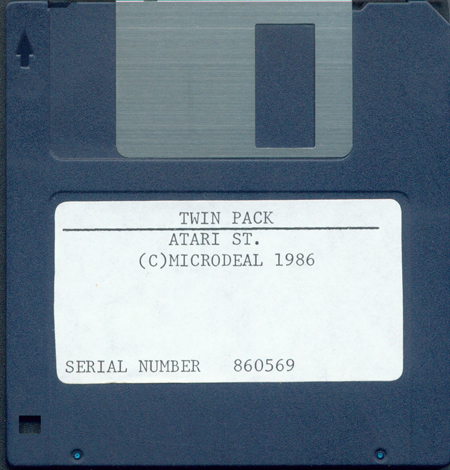 TWIN PACK
ATARI ST.
(C)MICRODEAL 1986
SERIAL NUMBER 860569